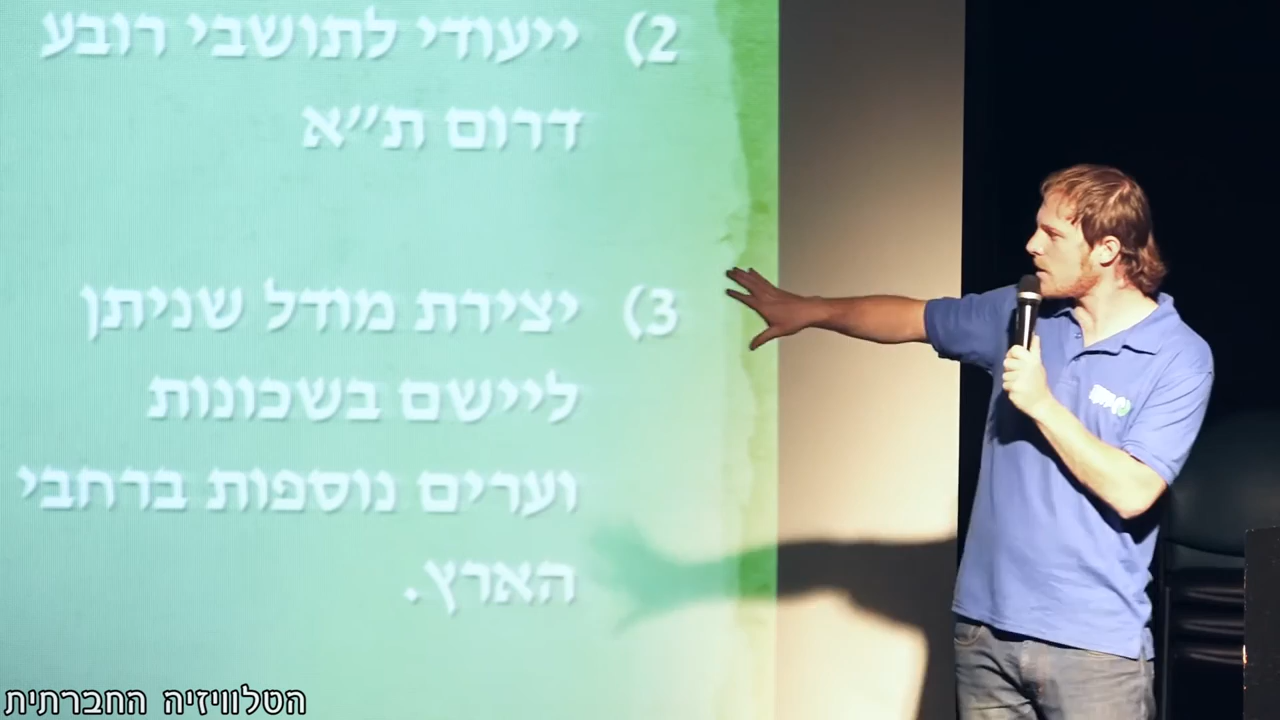 2) ייעודי לתושבי רובע
דרום ת"א
3) יצירת מודל שניתן
ליישם בשכונות
וערים נוספות ברחבי
הארץ.
הטלוויזיה החברתית